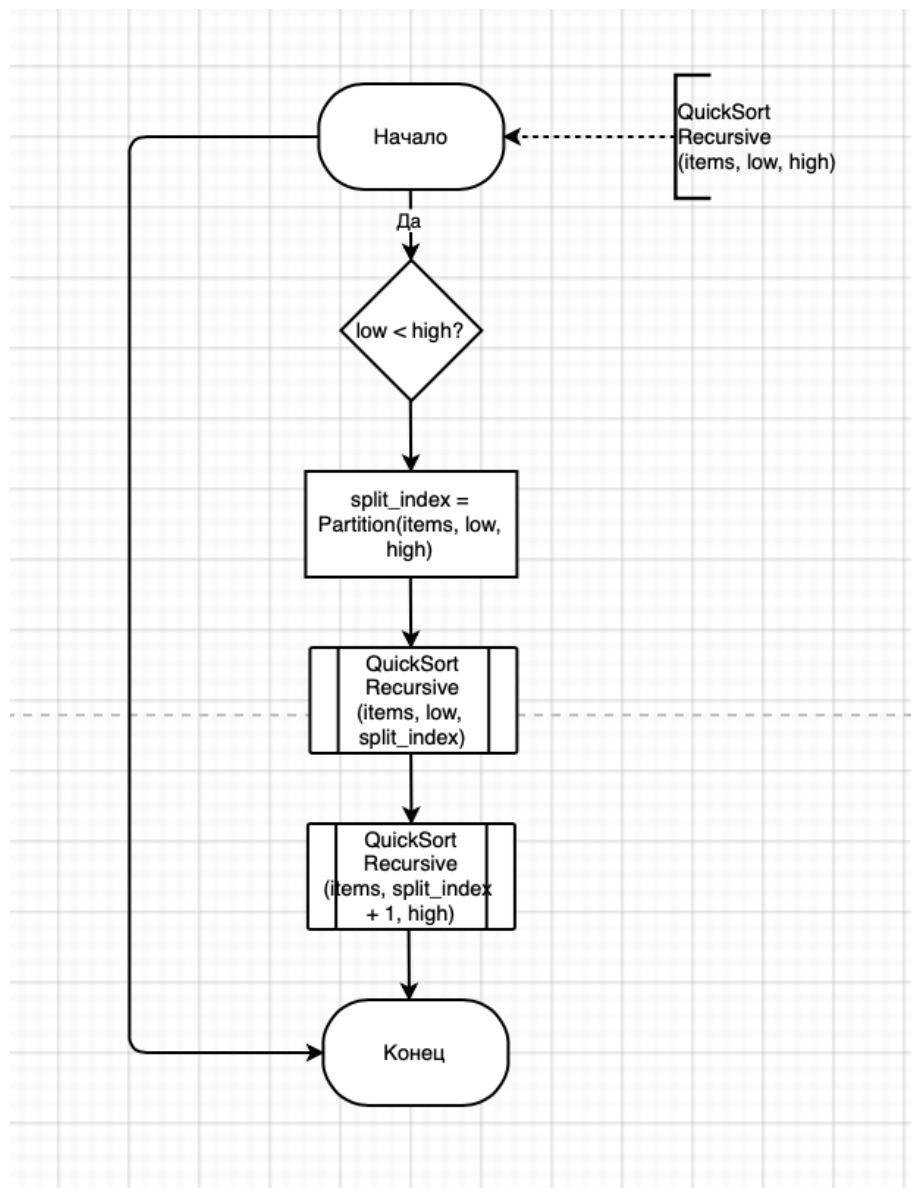 Начало
QuickSort
Recursive
(items, low, high)
Да
low < high?
split_index =
Partition(items, low,
high)
QuickSort
Recursive
(items, low,
split_index)
QuickSort
Recursive
(items, split_index
+ 1, high)
Конец